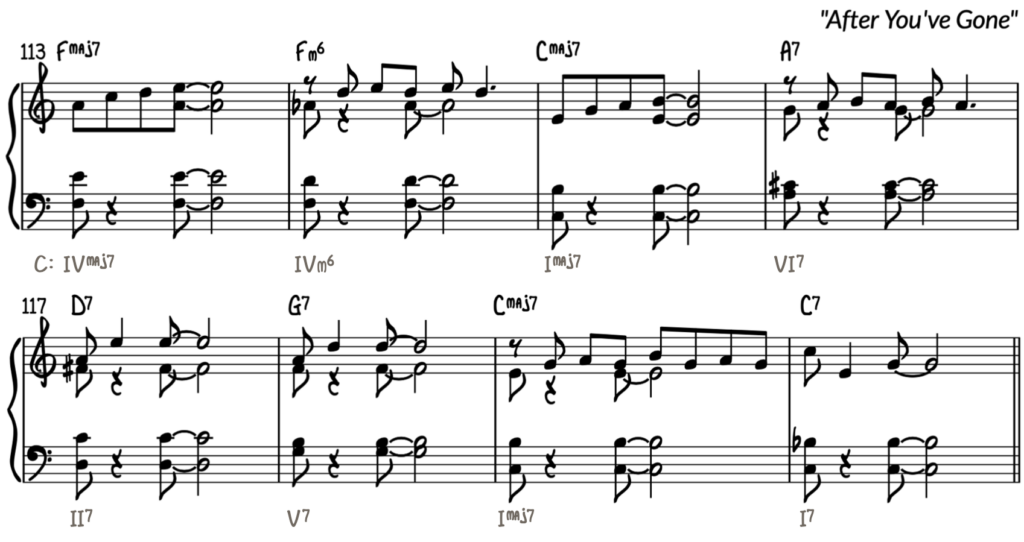 "After You've Gone"
113 Fmaj7 Fm6 Cmaj7 A7
C: IVmaj7 IVm6 Imaj7 VI7
117 D7 G7 Cmaj7 C7
II7 V7 Imaj7 I7